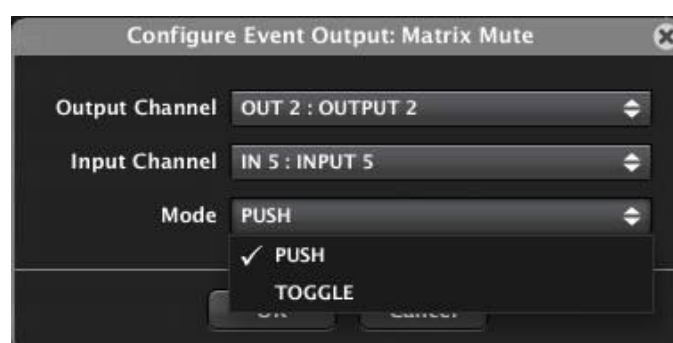 Configure Event Output: Matrix Mute
Output Channel OUT 2 : OUTPUT 2
Input Channel IN 5 : INPUT 5
Mode PUSH
✓ PUSH
TOGGLE